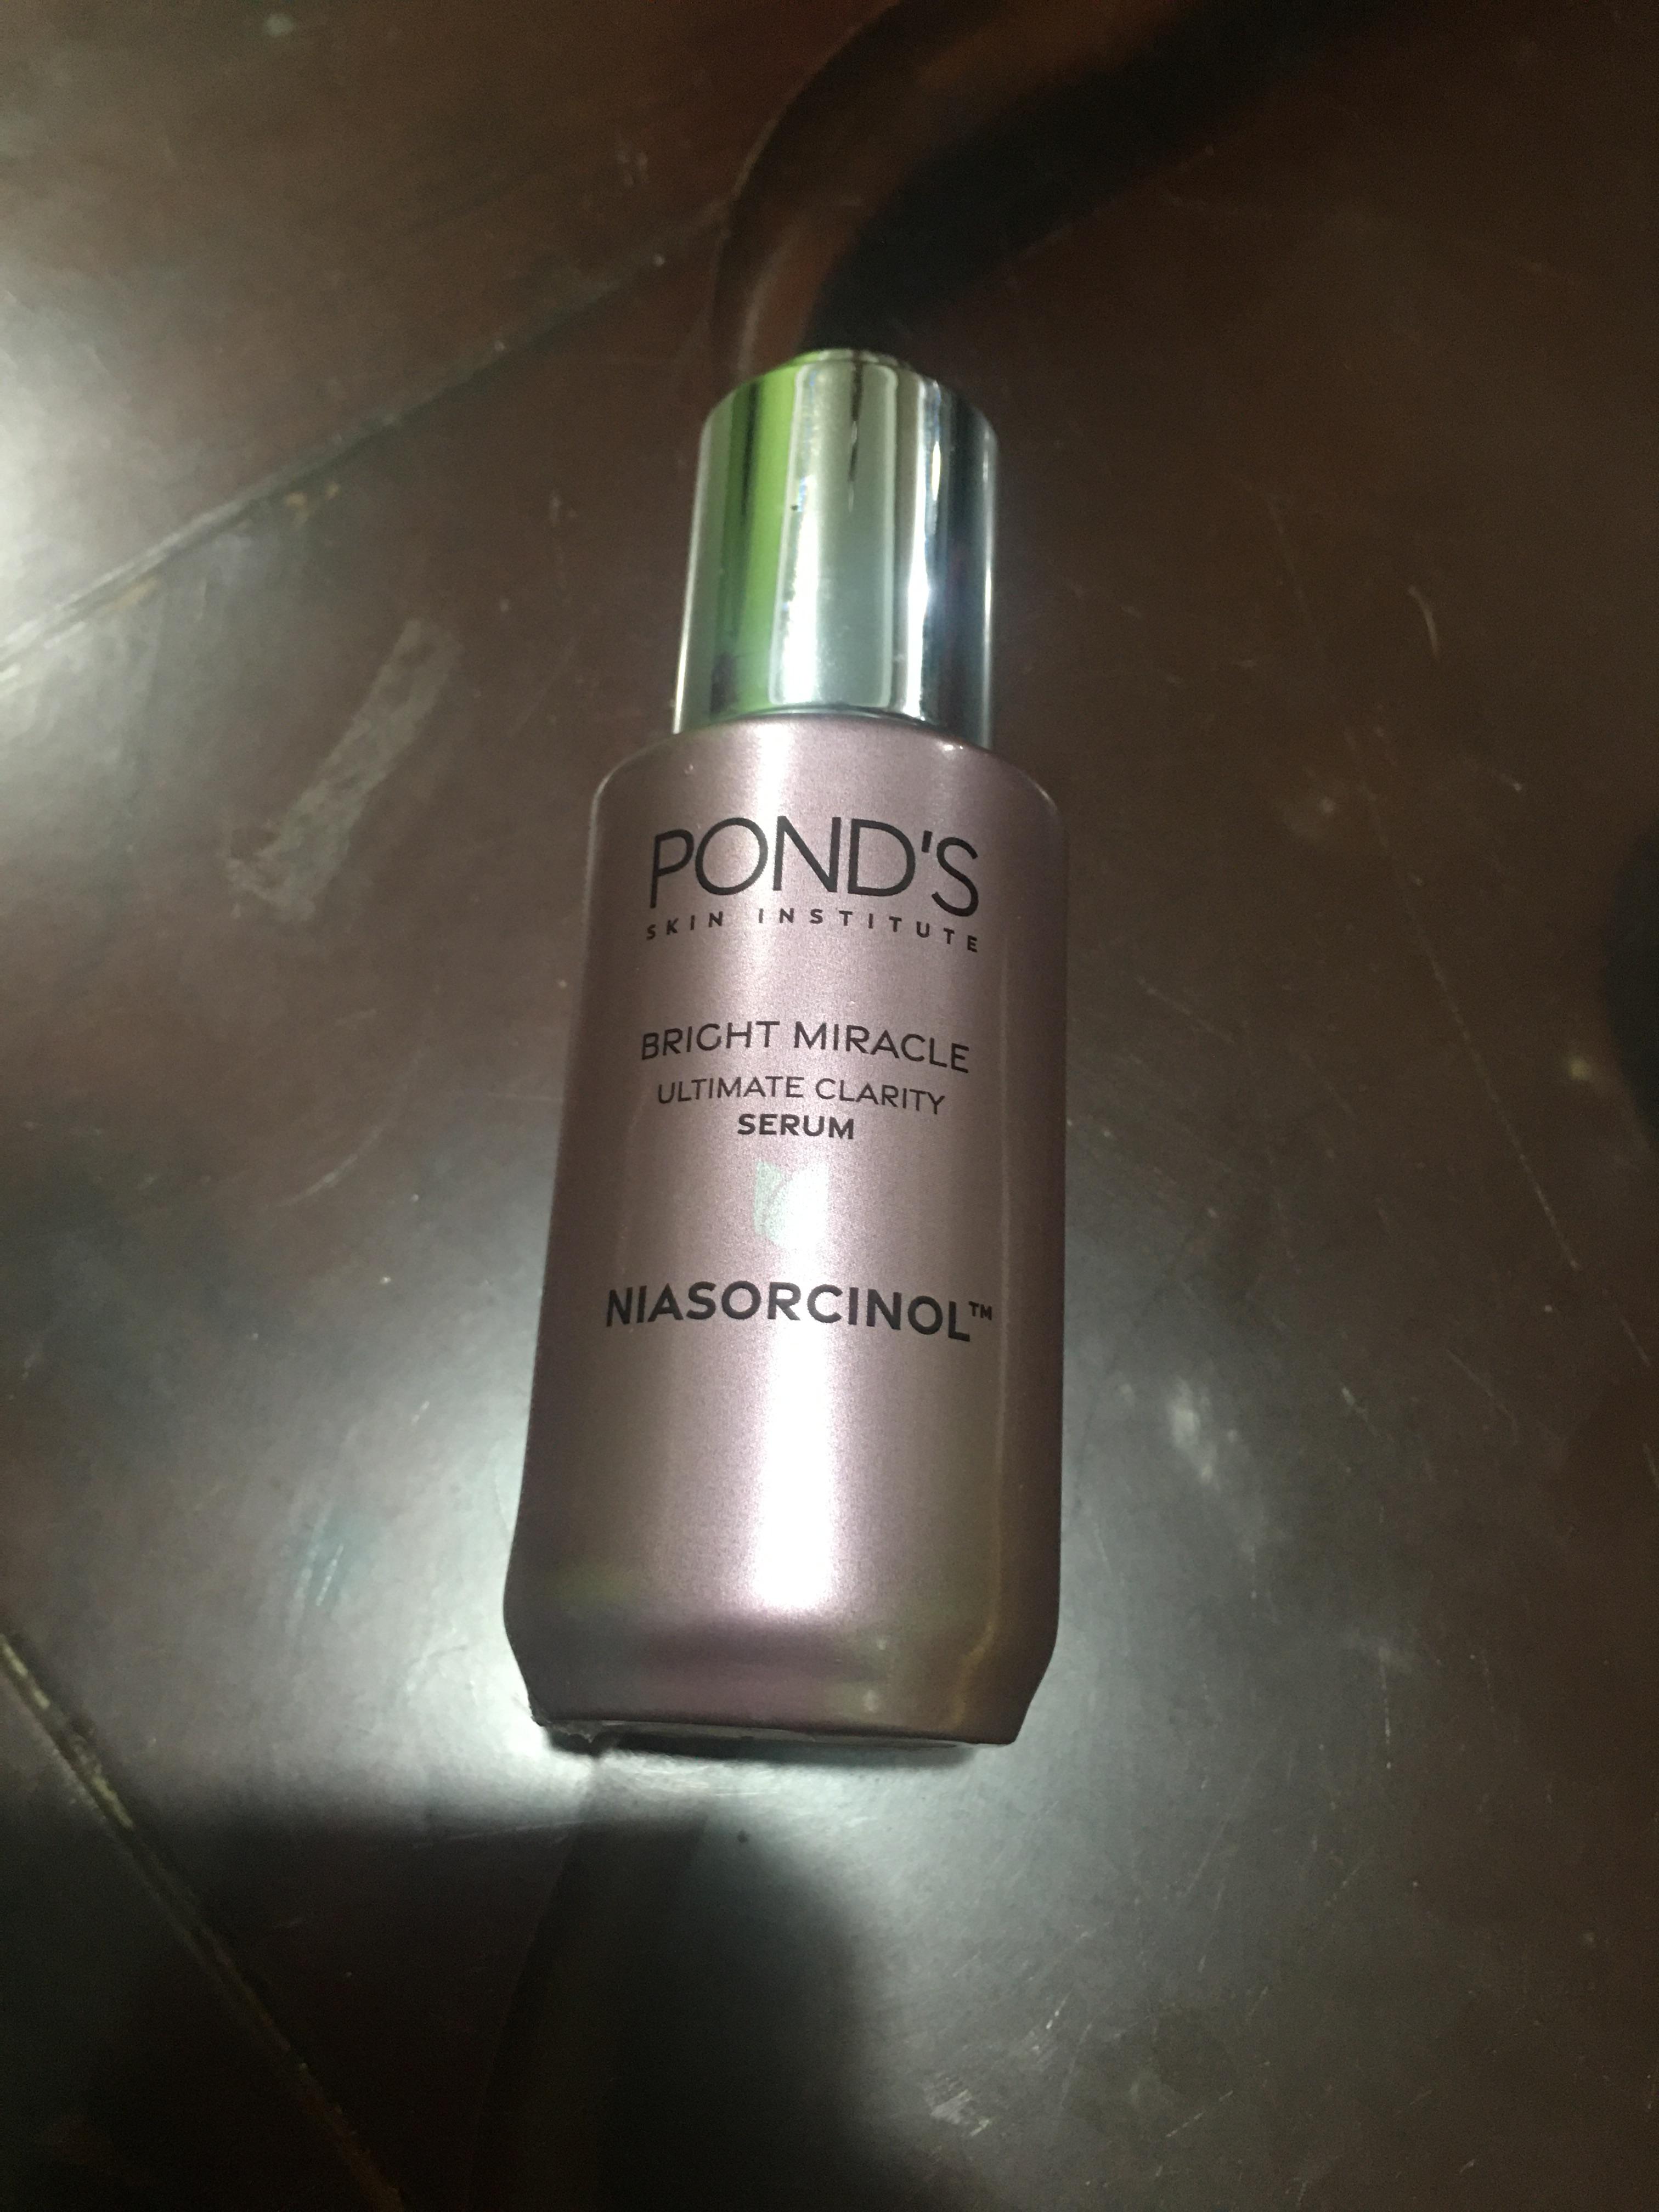 POND'S
SKIN INSTITUTE
BRIGHT MIRACLE
ULTIMATE CLARITY
SERUM
NIASORCINOL™